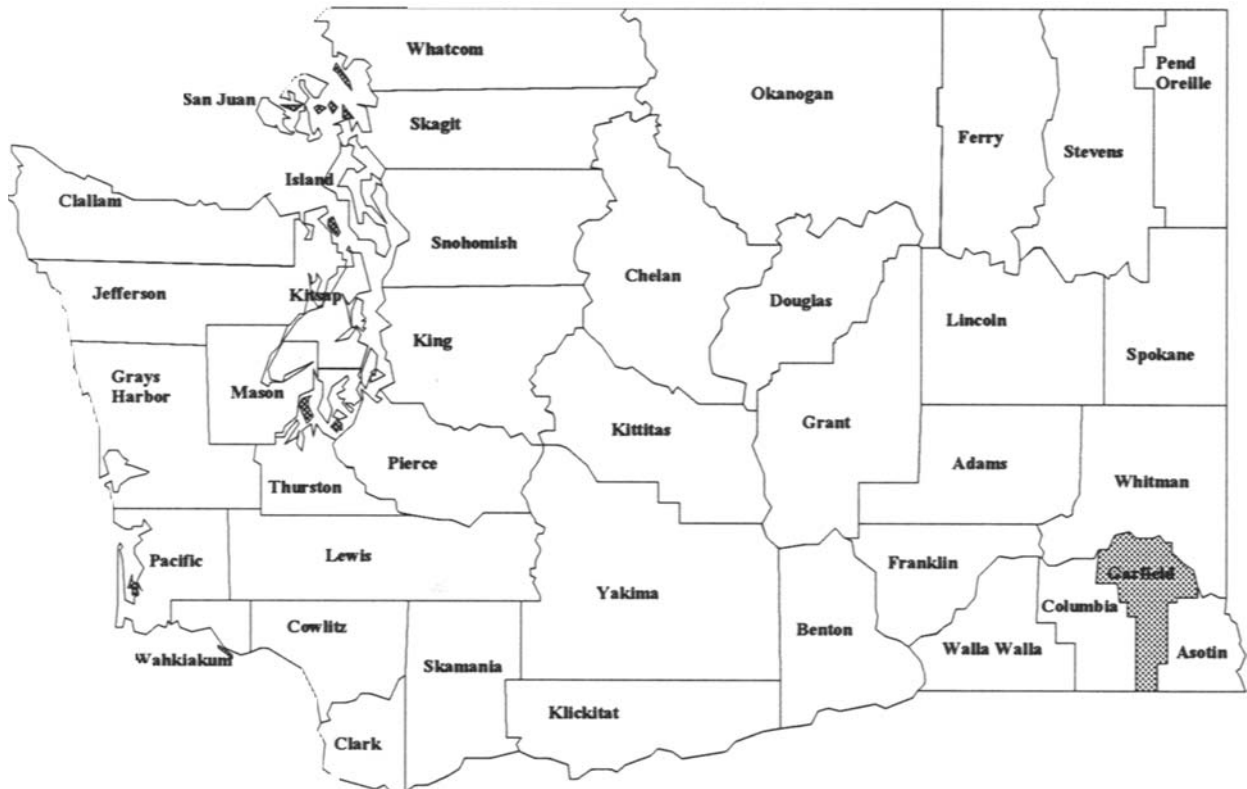 Whatcom
Pend
Oreille
Okanogan
San Juan
Skagit
Ferry
Stevens
Island
Clallam
Snohomish
Chelan
Jefferson
Kitsap
Douglas
Lincoln
King
Spokane
Grays
Harbor
Mason
Kittitas
Grant
Pierce
Adams
Thurston
Whitman
Pacific
Lewis
Franklin
Garfield
Yakima
Columbia
Cowlitz
Benton
Wahkiakum
Skamania
Walla Walla
Asotin
Klickitat
Clark